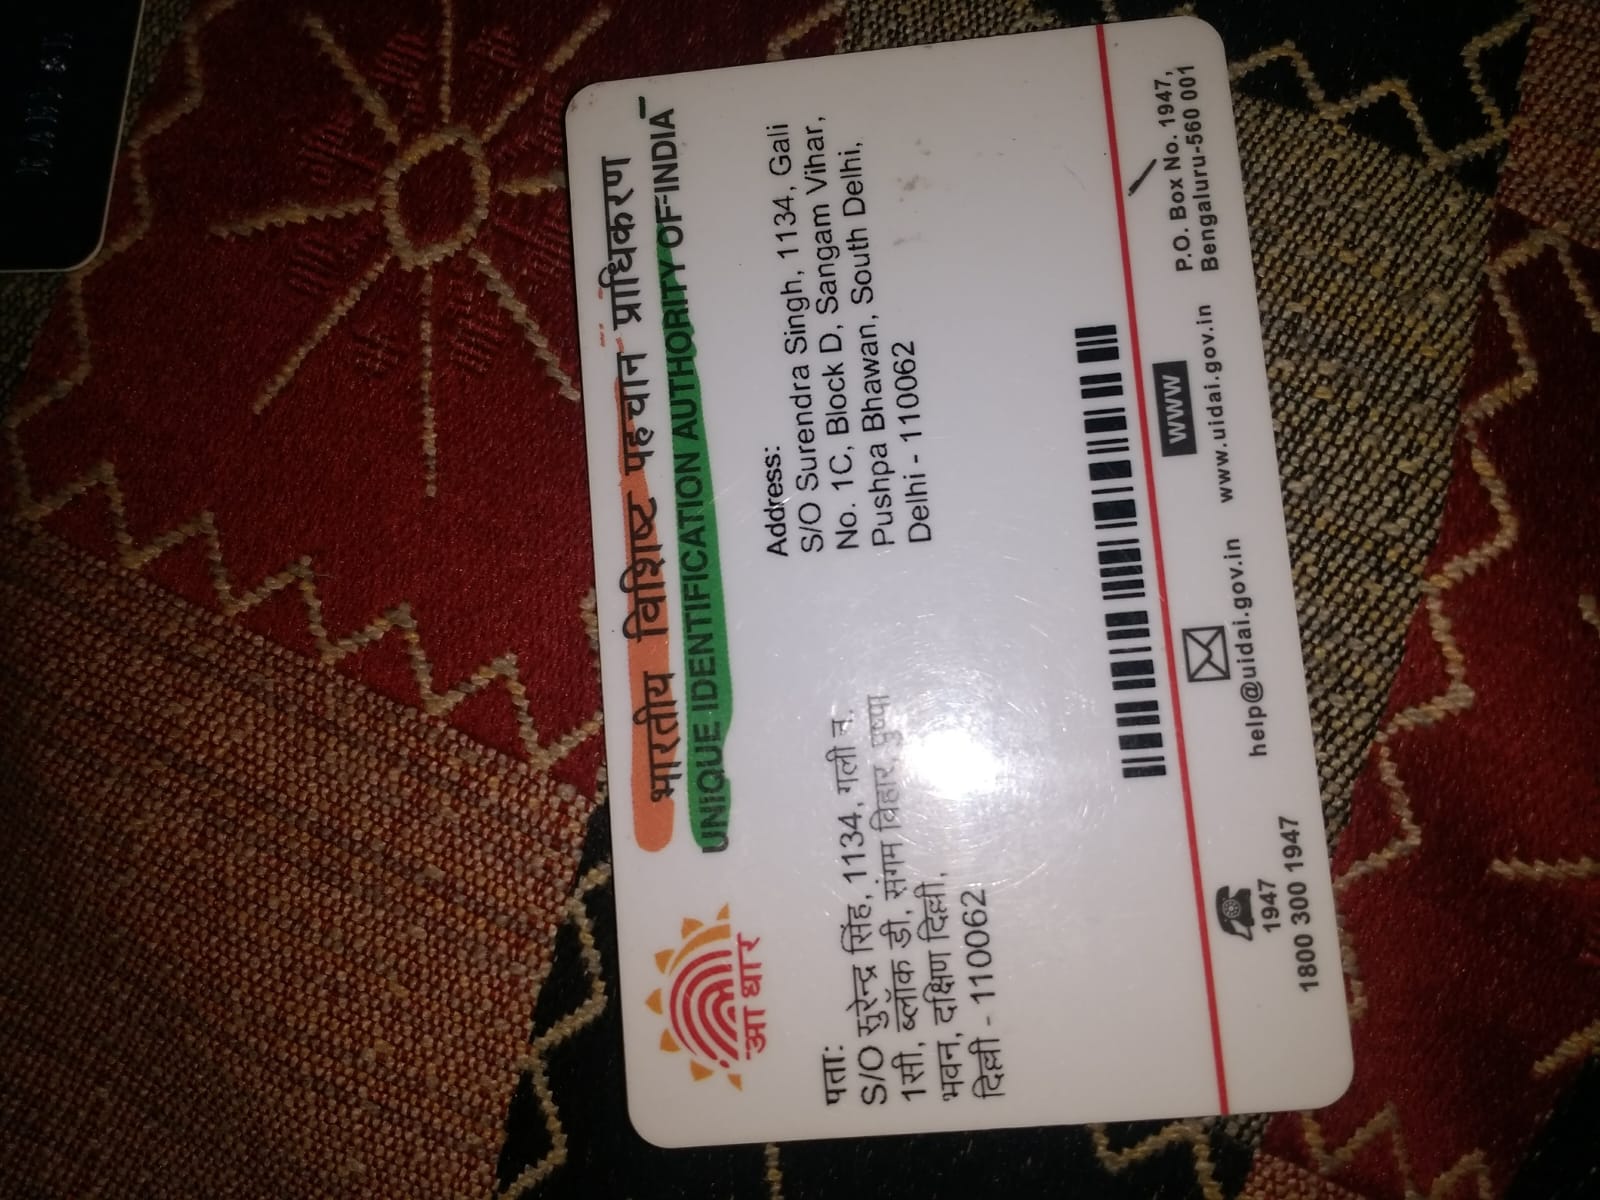 भारतीय विशिष्ट पहचान प्राधिकरण
UNIQUE IDENTIFICATION AUTHORITY OF INDIA
आधार
पता:
S/O सुरेन्द्र सिंह, 1134, गली न.
1सी, ब्लॉक डी, संगम विहार, पुष्पा
भवन, दक्षिण दिल्ली,
दिल्ली - 110062
Address:
S/O Surendra Singh, 1134, Gali
No. 1C, Block D, Sangam Vihar,
Pushpa Bhawan, South Delhi,
Delhi - 110062
1947
1800 300 1947
help@uidai.gov.in
WWW
www.uidai.gov.in
P.O. Box No. 1947,
Bengaluru-560 001